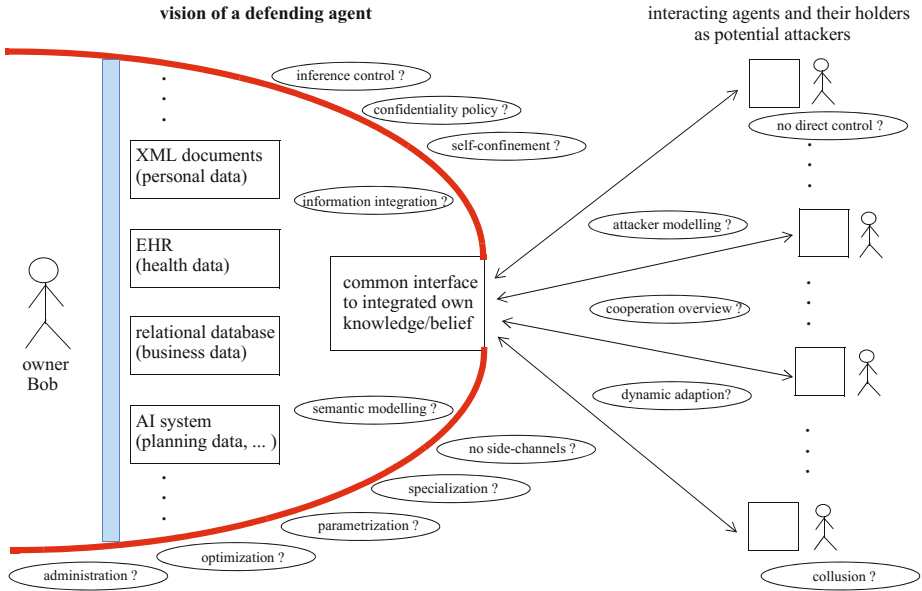 vision of a defending agent
interacting agents and their holders
as potential attackers
inference control ?
confidentiality policy ?
self-confinement ?
no direct control ?
XML documents
(personal data)
information integration ?
attacker modelling ?
EHR
(health data)
common interface
to integrated own
knowledge/belief
cooperation overview ?
owner
Bob
relational database
(business data)
dynamic adaption?
AI system
(planning data, ... )
semantic modelling ?
no side-channels ?
specialization ?
parametrization ?
optimization ?
administration ?
collusion ?